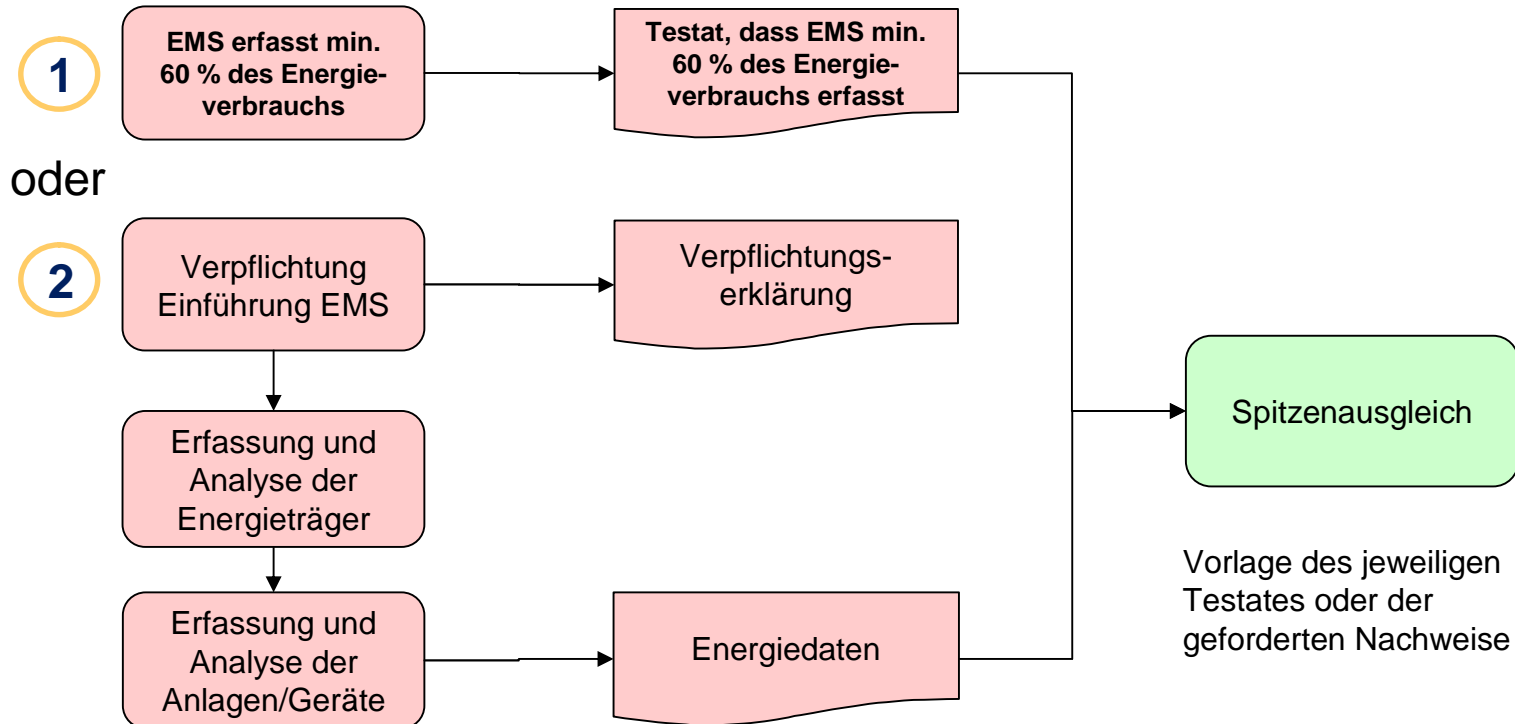 1
EMS erfasst min.
60 % des Energie-
verbrauchs
Testat, dass EMS min.
60 % des Energie-
verbrauchs erfasst
oder
2
Verpflichtung
Einführung EMS
Verpflichtungs-
erklärung
Erfassung und
Analyse der
Energieträger
Erfassung und
Analyse der
Anlagen/Geräte
Energiedaten
Spitzenausgleich
Vorlage des jeweiligen
Testates oder der
geforderten Nachweise